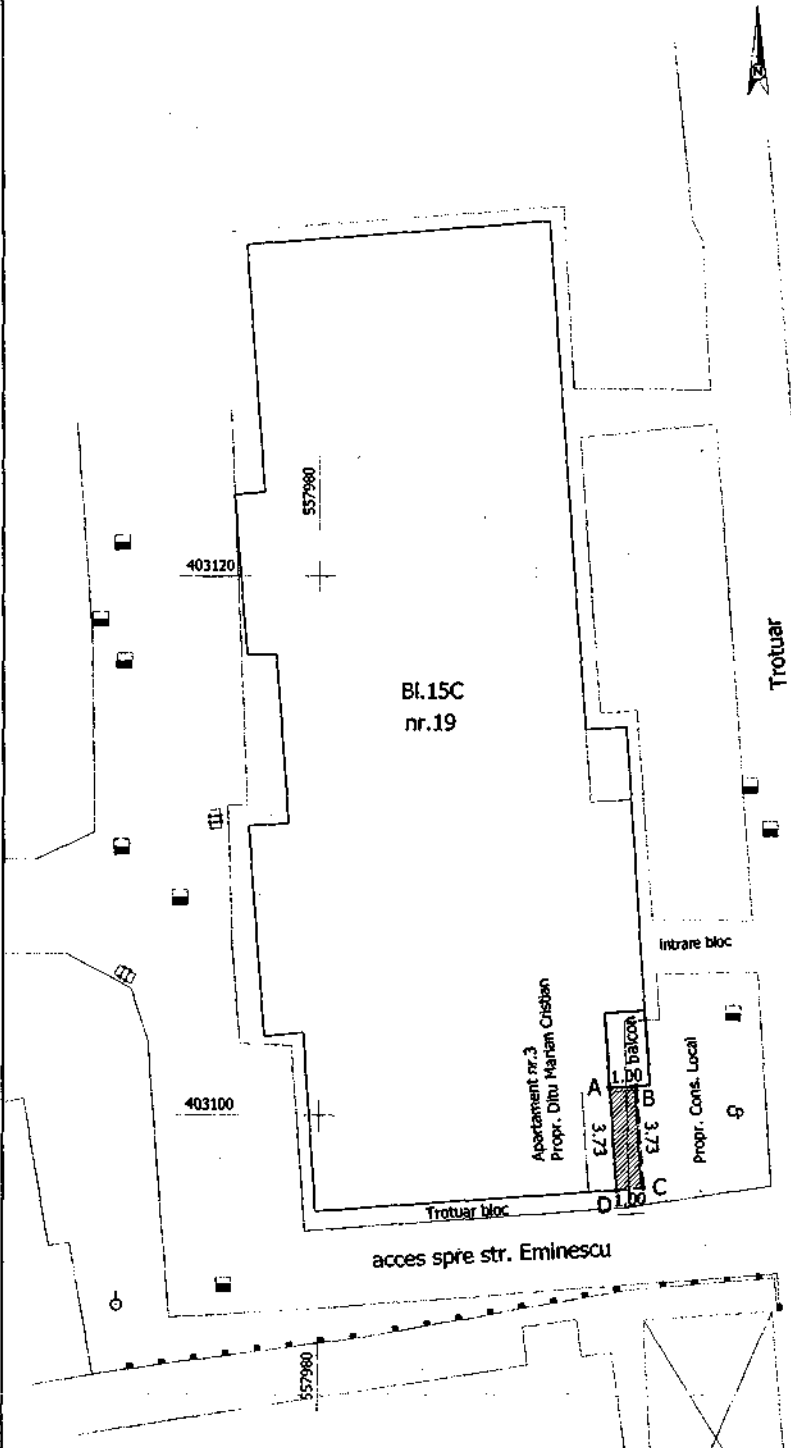 N
557980
403120
Bl.15C
nr.19
Trotuar
intrare bloc
balcon
Apartament nr.3
Propr. Ditu Marian Cristian
Propr. Cons. Local
1.00
A
B
403100
3.73
3.73
C
D
1.00
Trotuar bloc
acces spre str. Eminescu
557980